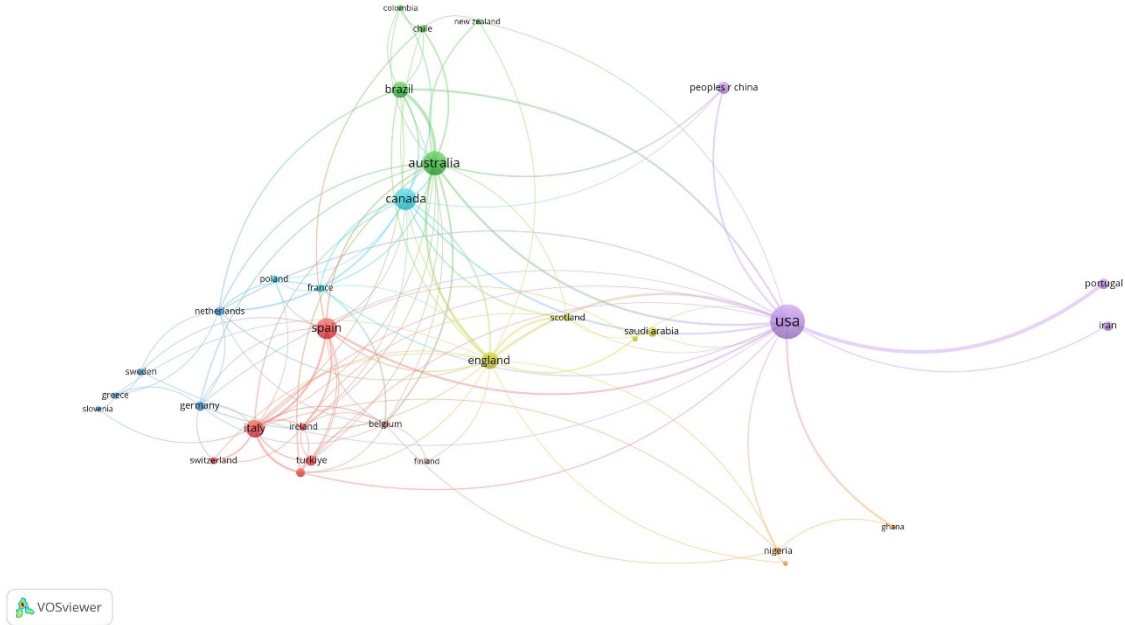 colombia
new zealand
chile
brazil
peoples r china
australia
canada
poland
portugal
france
netherlands
scotland
usa
iran
spain
saudi arabia
england
sweden
greece
slovenia
germany
italy
ireland
belgium
switzerland
turkiye
finland
ghana
nigeria
VOSviewer